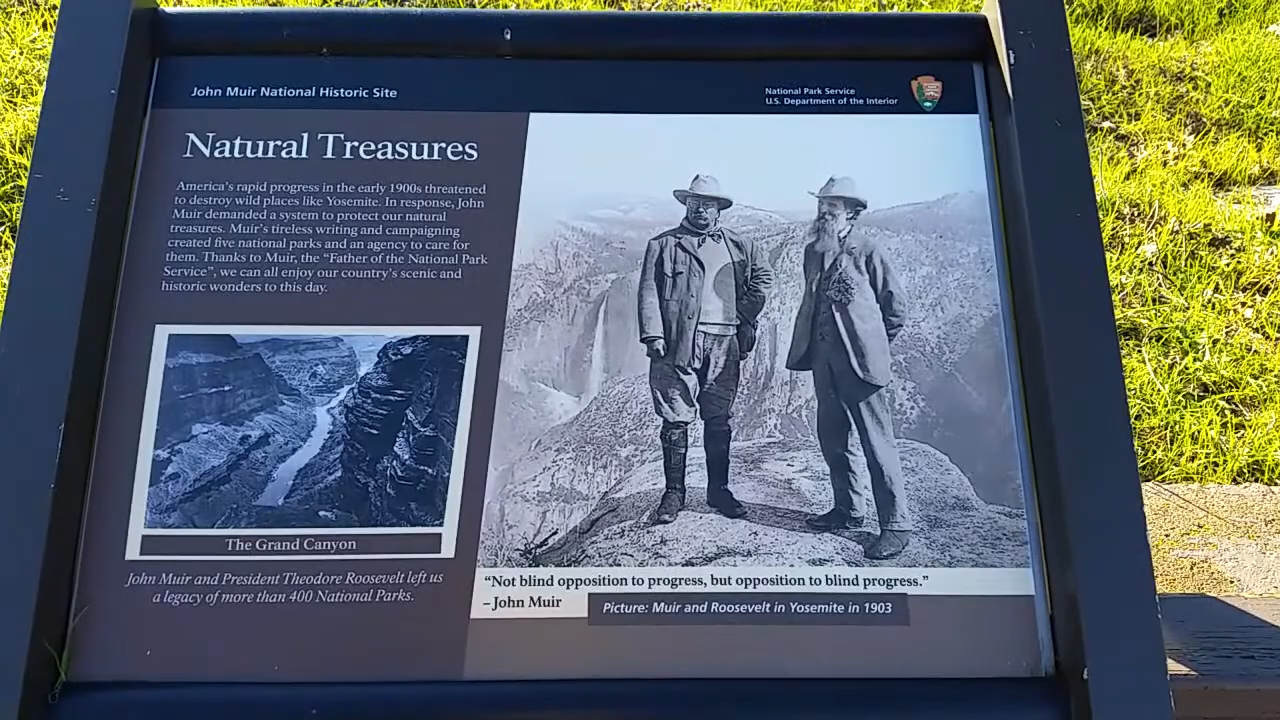 John Muir National Historic Site
National Park Service
U.S. Department of the Interior
Natural Treasures
America's rapid progress in the early 1900s threatened
to destroy wild places like Yosemite. In response, John
Muir demanded a system to protect our natural
treasures. Muir's tireless writing and campaigning
created five national parks and an agency to care for
them. Thanks to Muir, the "Father of the National Park
Service", we can all enjoy our country's scenic and
historic wonders to this day.
The Grand Canyon
John Muir and President Theodore Roosevelt left us
a legacy of more than 400 National Parks.
"Not blind opposition to progress, but opposition to blind progress."
– John Muir
Picture: Muir and Roosevelt in Yosemite in 1903